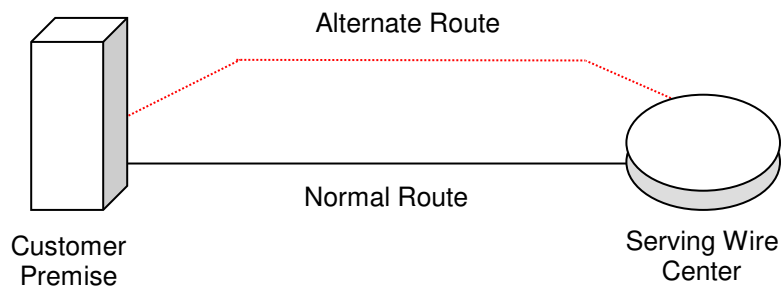 Alternate Route
Normal Route
Customer
Premise
Serving Wire
Center